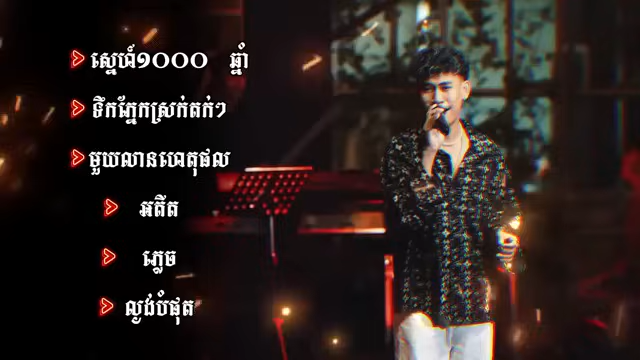 ស្នេហ៍១០០០ ឆ្នាំ
ទឹកភ្នែកស្រក់តក់ៗ
មួយលានហេតុផល
អតីត
ភ្លេច
ល្ងង់បំផុត